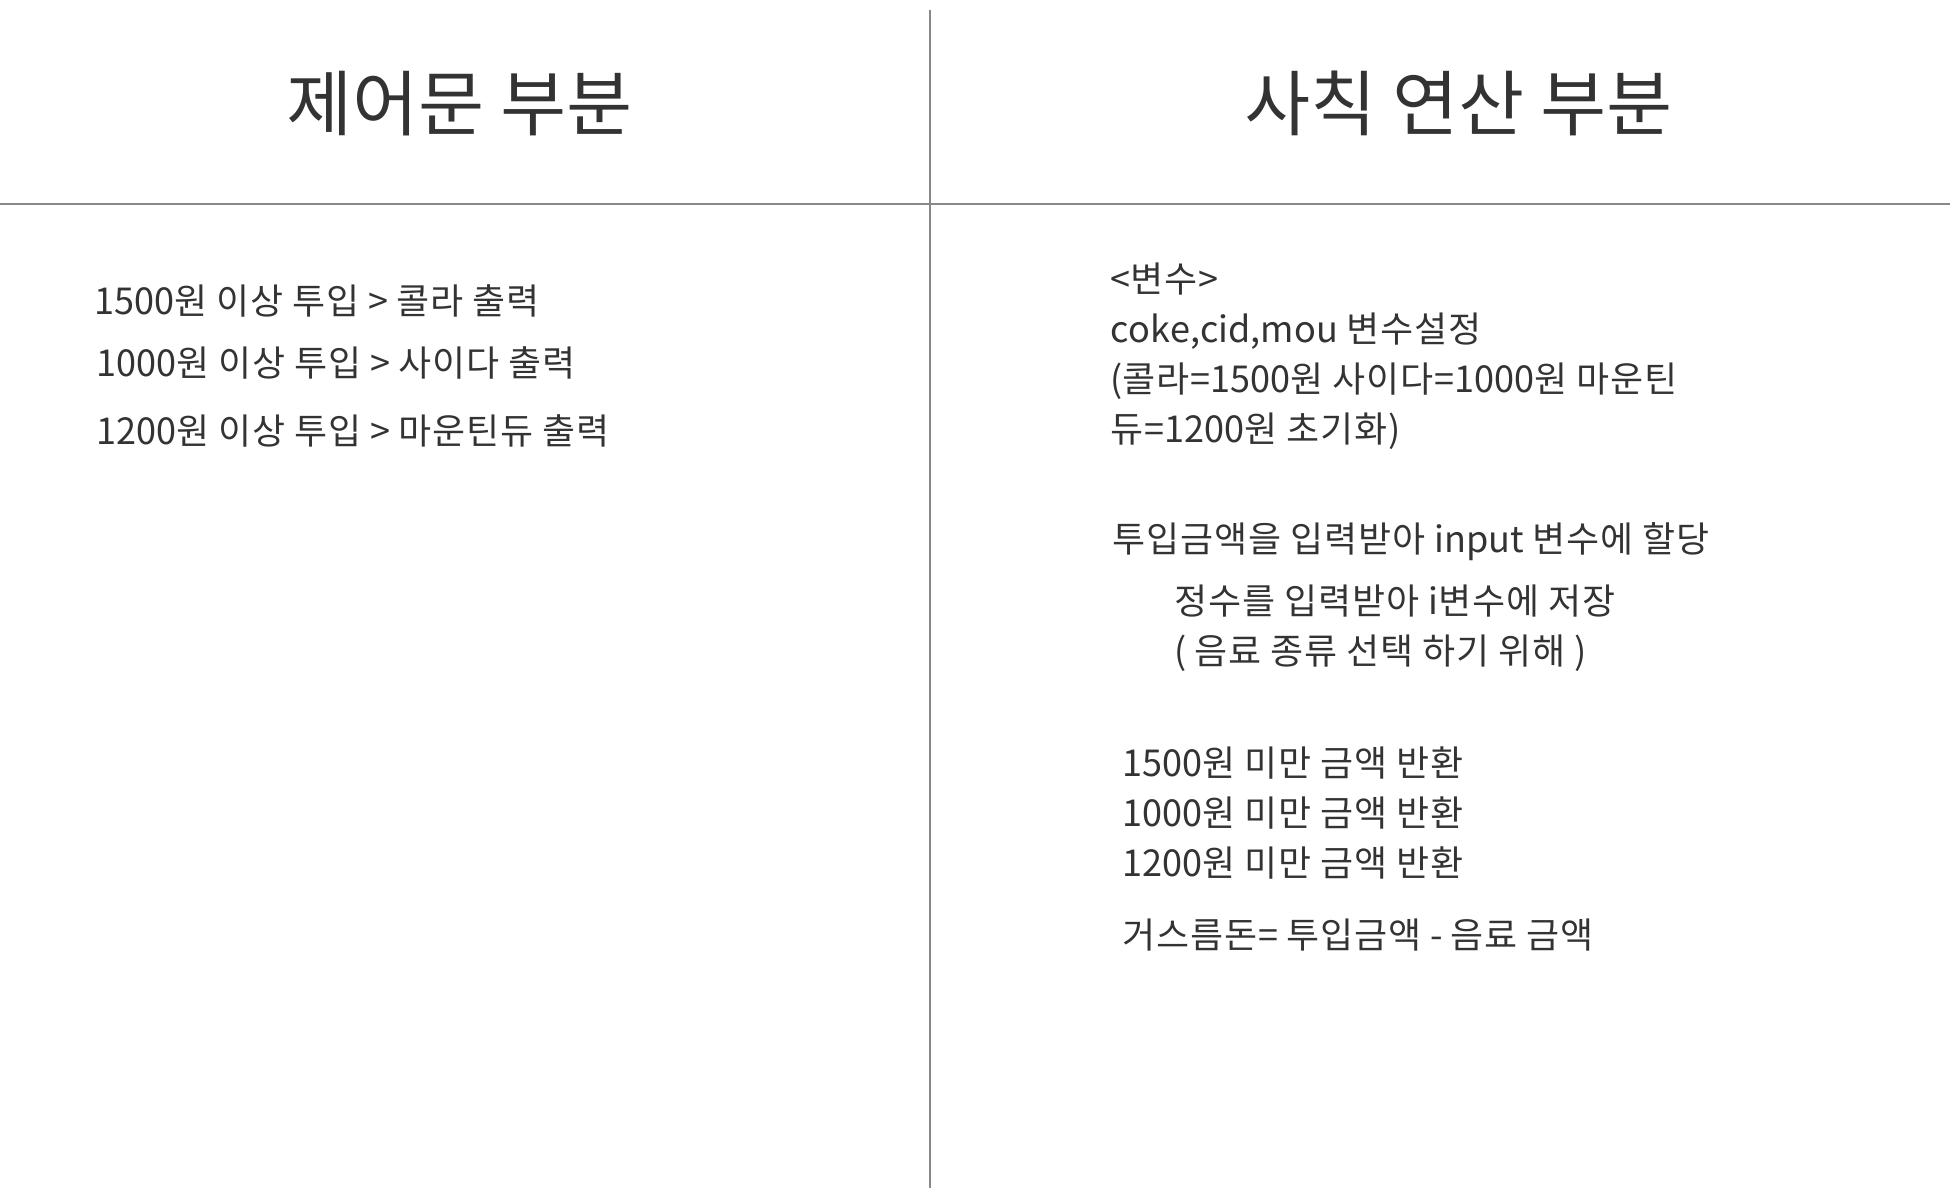 제어문 부분
사칙 연산 부분
1500원 이상 투입 > 콜라 출력
1000원 이상 투입 > 사이다 출력
1200원 이상 투입 > 마운틴듀 출력
<변수>
coke,cid,mou 변수설정
(콜라=1500원 사이다=1000원 마운틴
듀=1200원 초기화)
투입금액을 입력받아 input 변수에 할당
정수를 입력받아 i변수에 저장
( 음료 종류 선택 하기 위해 )
1500원 미만 금액 반환
1000원 미만 금액 반환
1200원 미만 금액 반환
거스름돈= 투입금액 - 음료 금액